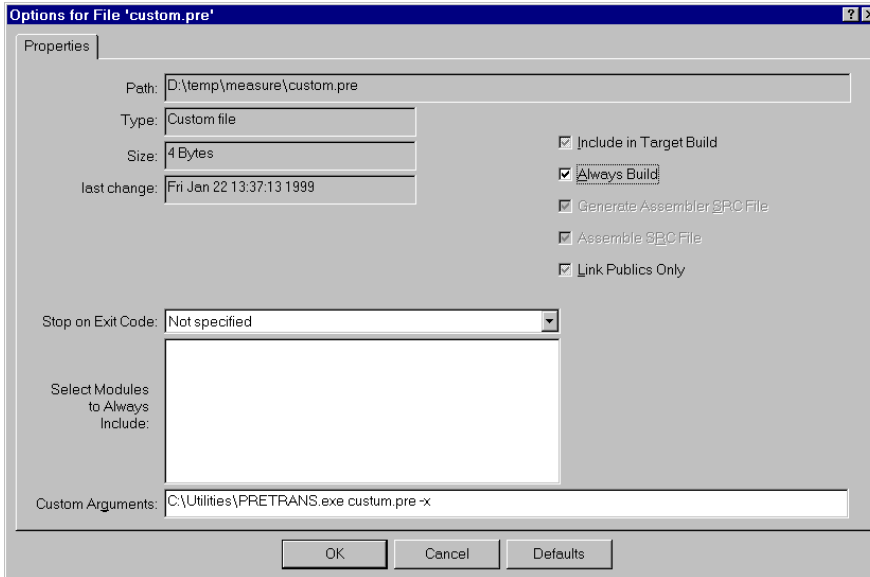 Options for File 'custom.pre'
Properties
Path: D:\temp\measure\custom.pre
Type: Custom file
Size: 4 Bytes
last change: Fri Jan 22 13:37:13 1999
Include in Target Build
Always Build
Generate Assembler SRC File
Assemble SRC File
Link Publics Only
Stop on Exit Code: Not specified
Select Modules
to Always
Include:
Custom Arguments: C:\Utilities\PRETRANS.exe custum.pre -x
OK Cancel Defaults